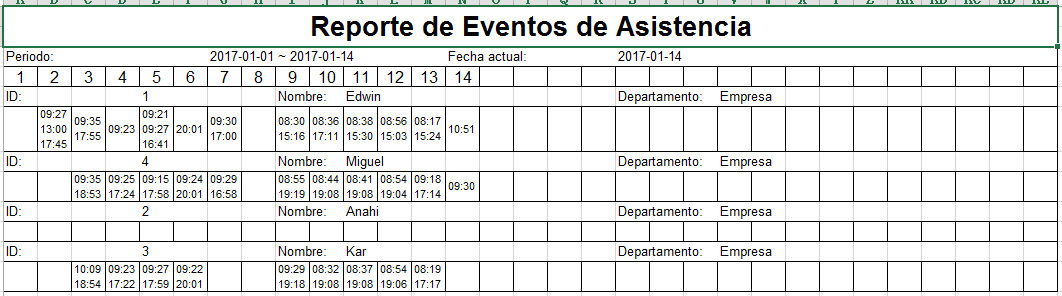 Reporte de Eventos de Asistencia
Periodo: 2017-01-01 ~ 2017-01-14 Fecha actual: 2017-01-14
1 2 3 4 5 6 7 8 9 10 11 12 13 14
ID: 1 Nombre: Edwin Departamento: Empresa
09:27 09:35 09:23 09:21 20:01 09:30 08:30 08:36 08:38 08:56 08:17 10:51
13:00 17:55 09:27 17:00 15:16 17:11 15:30 15:03 15:24
17:45 16:41
ID: 4 Nombre: Miguel Departamento: Empresa
09:35 09:25 09:15 09:24 09:29 08:55 08:44 08:41 08:54 09:18 09:30
18:53 17:24 17:58 20:01 16:58 19:19 19:08 19:08 19:04 17:14
ID: 2 Nombre: Anahi Departamento: Empresa
ID: 3 Nombre: Kar Departamento: Empresa
10:09 09:23 09:27 09:22 09:29 08:32 08:37 08:54 08:19
18:54 17:22 17:59 20:01 19:18 19:08 19:08 19:06 17:17